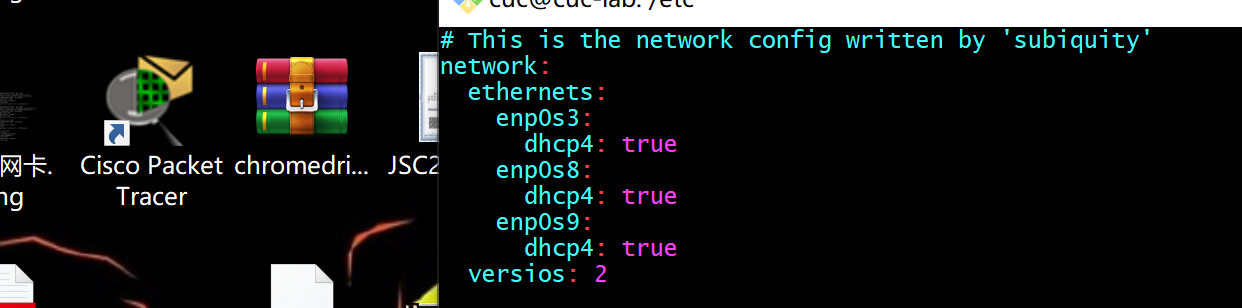 g
网卡.
ng
Cisco Packet
Tracer
chromedri...
JSC2
cuc@cuc-lab: /etc
# This is the network config written by 'subiquity'
network:
  ethernets:
    enp0s3:
      dhcp4: true
    enp0s8:
      dhcp4: true
    enp0s9:
      dhcp4: true
  versios: 2